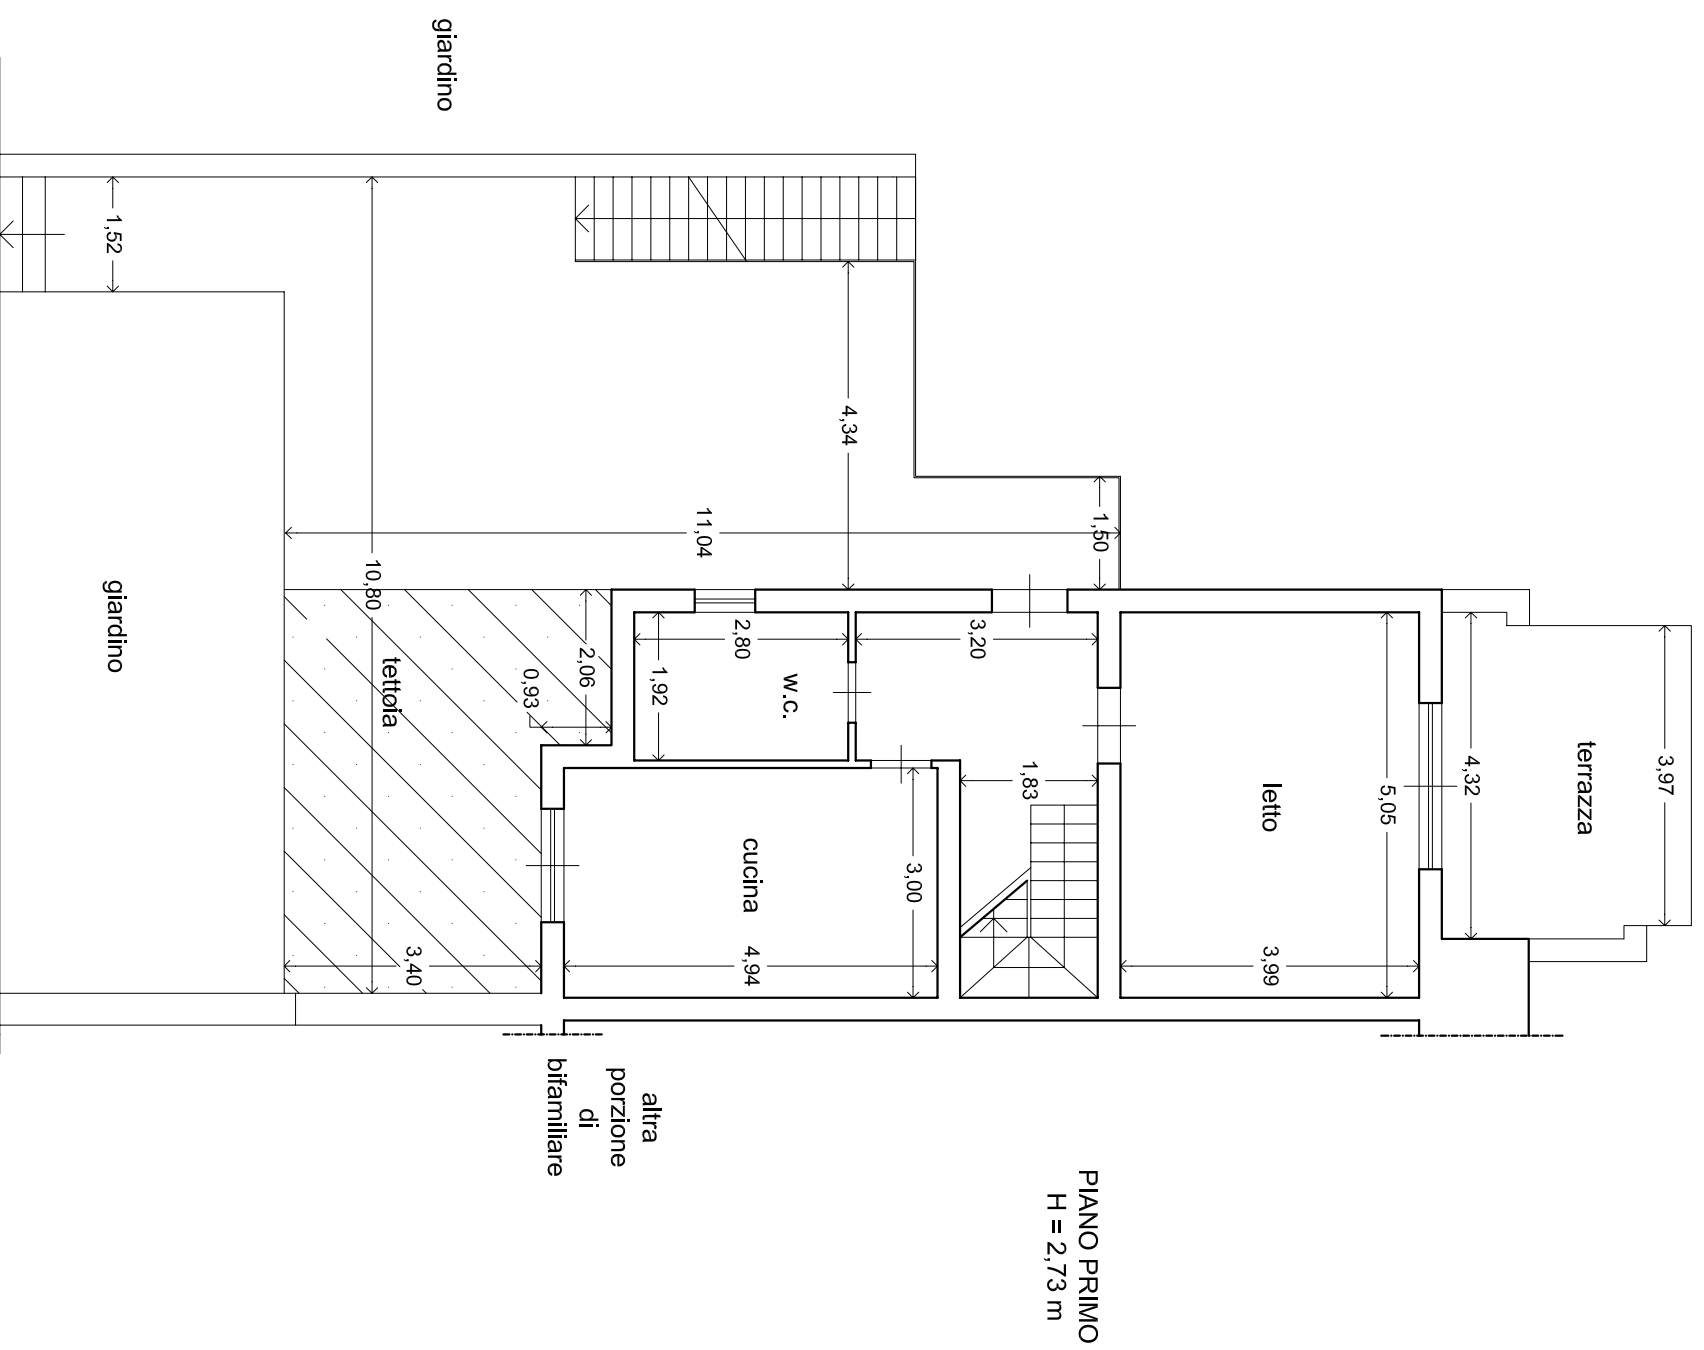 3,97
terrazza
4,32
5,05
letto
3,99
1,50
3,20
1,83
4,34
11,04
2,80
w.c.
1,92
3,00
cucina
4,94
2,06
0,93
tettoia
10,80
3,40
giardino
1,52
giardino
altra
porzione
di
bifamiliare
PIANO PRIMO
H = 2,73 m